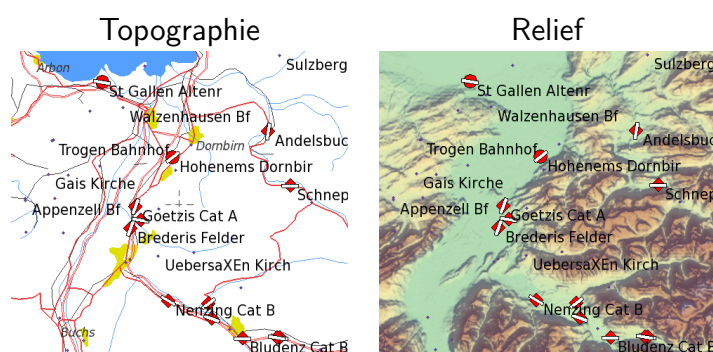 Topographie
Arbon
Sulzberg
St Gallen Altenr
Walzenhausen Bf
Andelsbuc
Dornbirn
Trogen Bahnhof
Hohenems Dornbir
Gais Kirche
Schnep
Appenzell Bf
Goetzis Cat A
Brederis Felder
UebersaXEn Kirch
Nenzing Cat B
Buchs
Bludenz Cat B
Relief
Sulzberg
St Gallen Altenr
Walzenhausen Bf
Andelsbuc
Trogen Bahnhof
Hohenems Dornbir
Gais Kirche
Schnep
Appenzell Bf
Goetzis Cat A
Brederis Felder
UebersaXEn Kirch
Nenzing Cat B
Bludenz Cat B